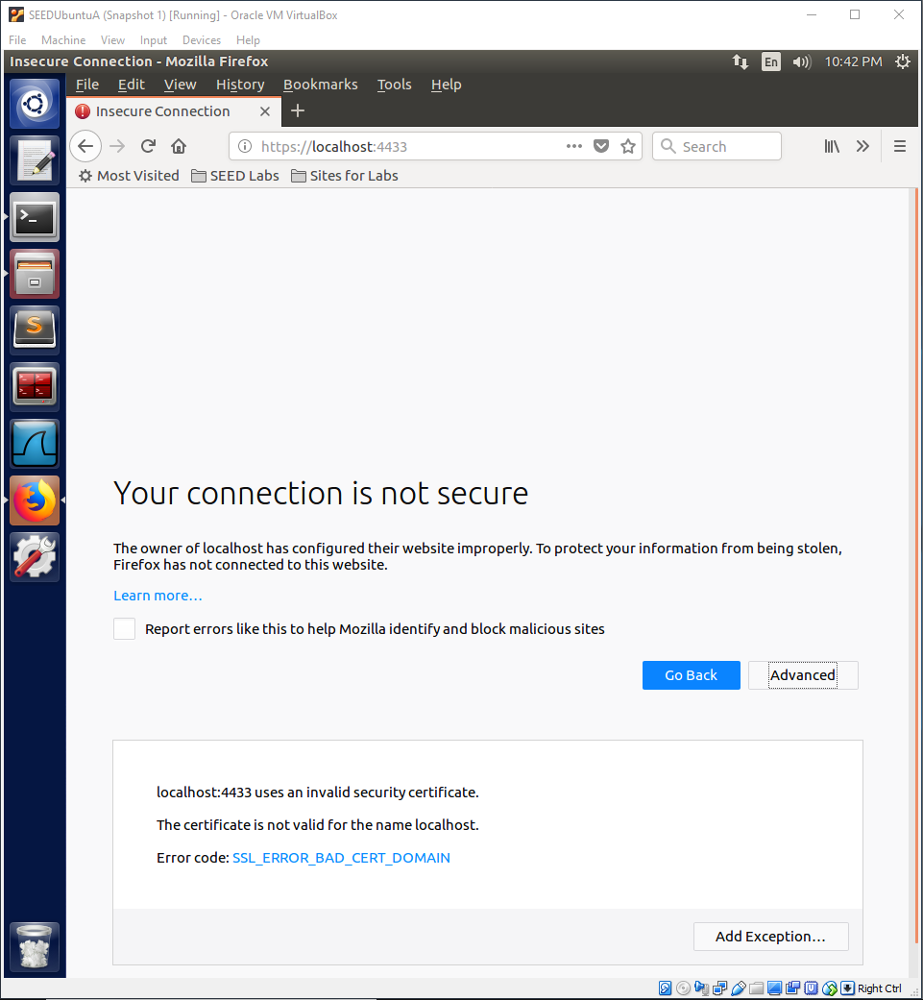 SEEDUbuntuA (Snapshot 1) [Running] - Oracle VM VirtualBox
File Machine View Input Devices Help
Insecure Connection - Mozilla Firefox En 10:42 PM
File Edit View History Bookmarks Tools Help
Insecure Connection
https://localhost:4433 Search
Most Visited SEED Labs Sites for Labs
Your connection is not secure
The owner of localhost has configured their website improperly. To protect your information from being stolen,
Firefox has not connected to this website.
Learn more…
Report errors like this to help Mozilla identify and block malicious sites
Go Back Advanced
localhost:4433 uses an invalid security certificate.
The certificate is not valid for the name localhost.
Error code: SSL_ERROR_BAD_CERT_DOMAIN
Add Exception…
Right Ctrl